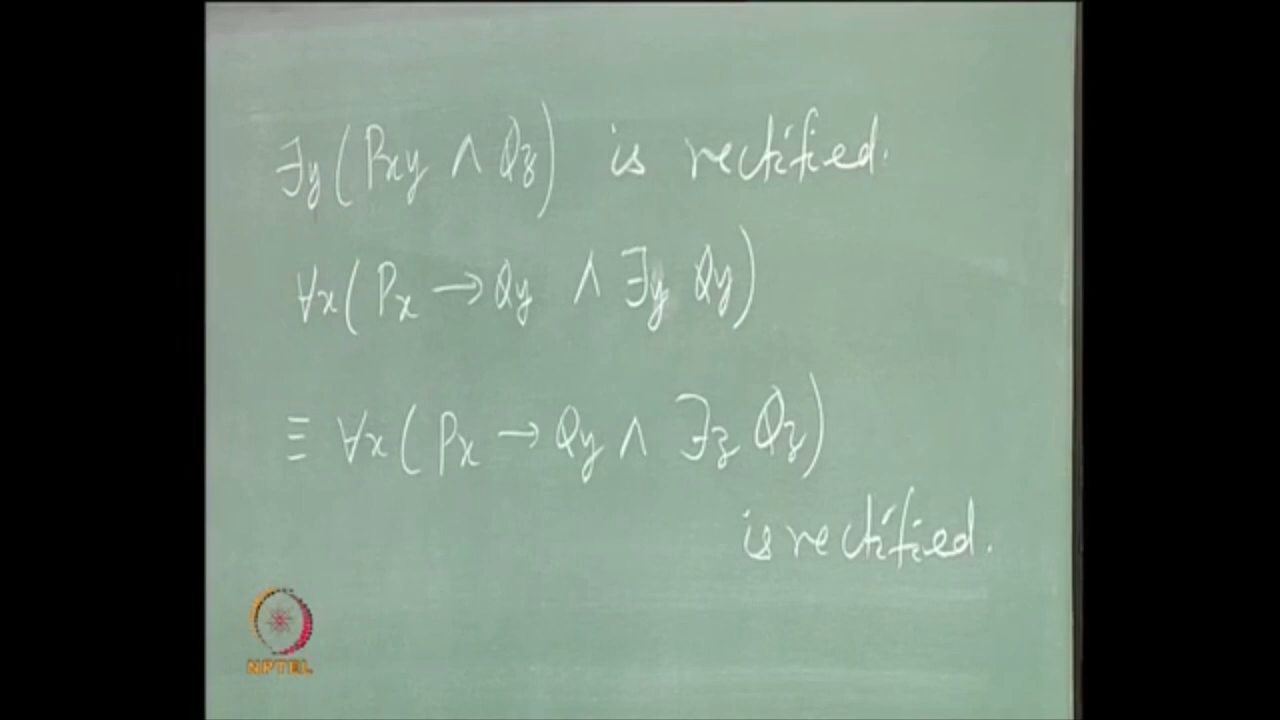 ∃y(Pxy ∧ Qz) is rectified.
∀x(Px → Qy ∧ ∃y Qy)
≡ ∀x(Px → Qy ∧ ∃z Qz)
is rectified.
NPTEL